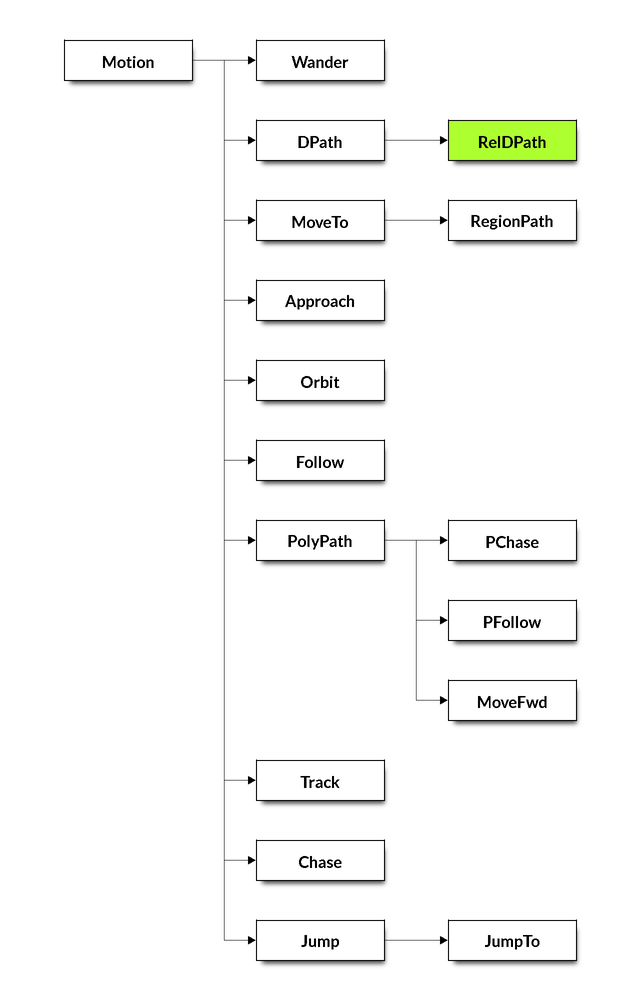 Motion
Wander
DPath
RelDPath
MoveTo
RegionPath
Approach
Orbit
Follow
PolyPath
PChase
PFollow
MoveFwd
Track
Chase
Jump
JumpTo